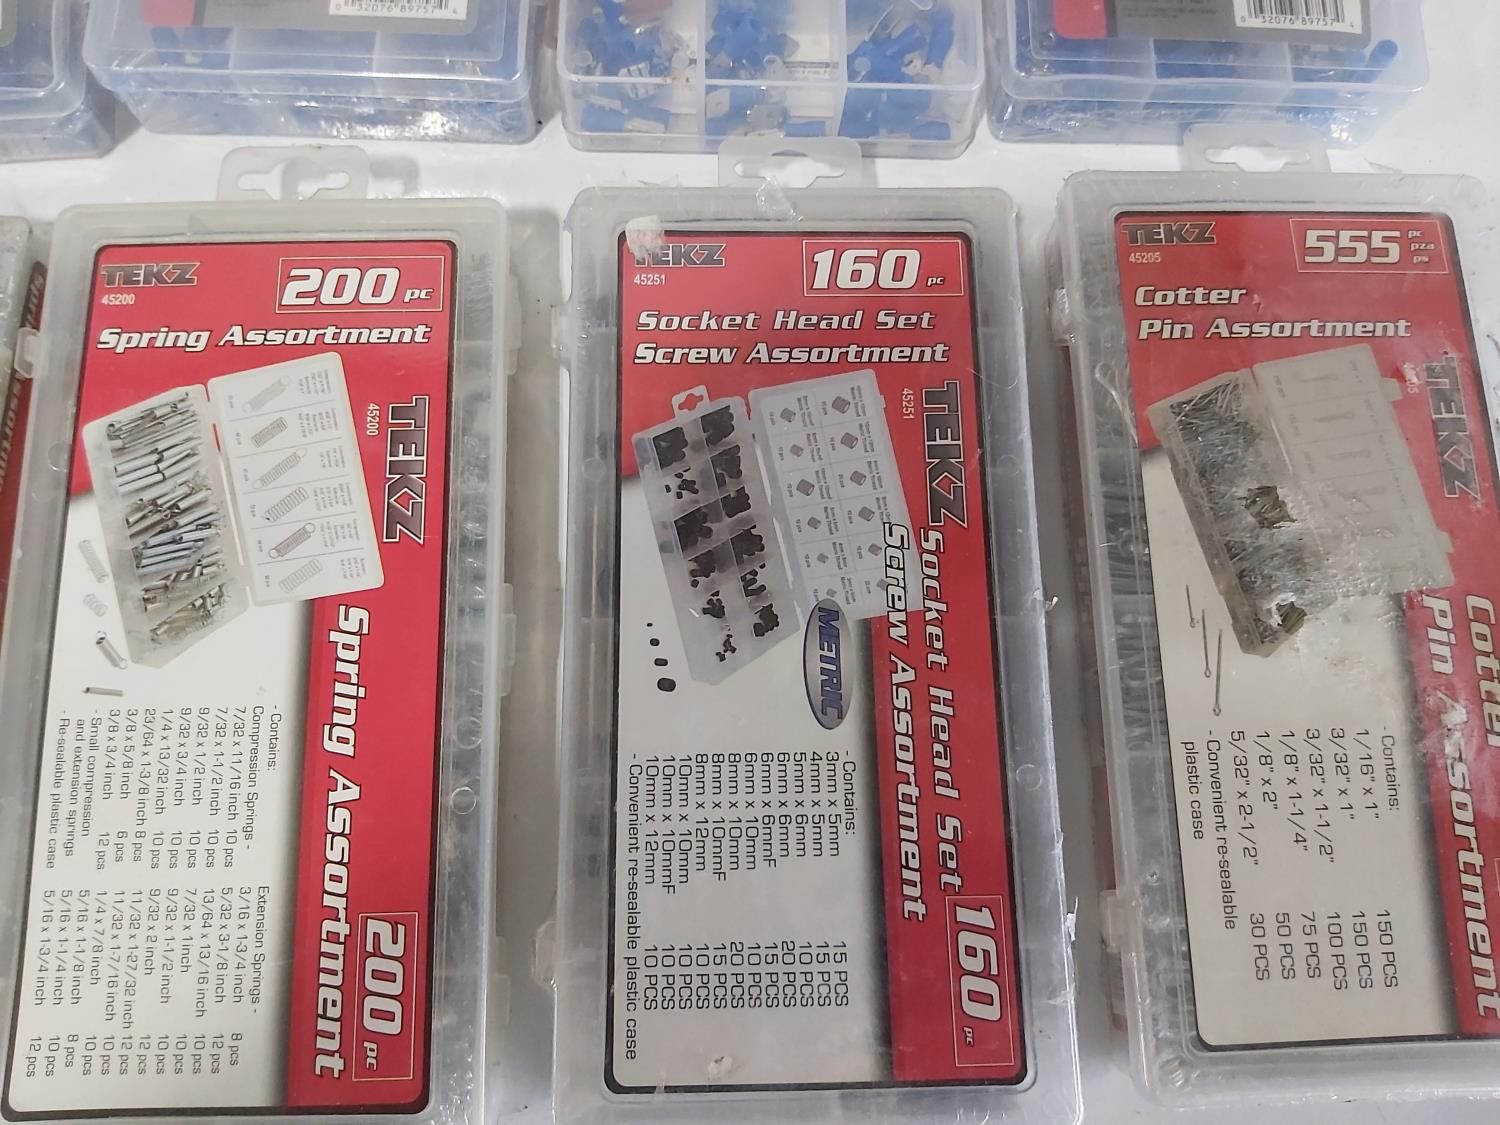 0 32076 89757 4
0 32076 89757 4
TEKZ
45200
200 pc
Spring Assortment
45200
TEKZ
Spring Assortment
200 pc
- Contains:
Compression Springs -
7/32 x 11/16 inch 10 pcs
7/32 x 1-1/2 inch 10 pcs
9/32 x 1/2 inch 10 pcs
9/32 x 3/4 inch 10 pcs
1/4 x 13/32 inch 10 pcs
23/64 x 1-3/8 inch 8 pcs
3/8 x 5/8 inch 6 pcs
3/8 x 3/4 inch 12 pcs
- Small compression
and extension springs
- Re-sealable plastic case
Extension Springs -
3/16 x 1-3/4 inch 8 pcs
5/32 x 3-1/8 inch 12 pcs
13/64 x 13/16 inch 10 pcs
7/32 x 1 inch 10 pcs
9/32 x 1-1/2 inch 10 pcs
9/32 x 2 inch 12 pcs
11/32 x 1-27/32 inch 12 pcs
11/32 x 1-7/16 inch 10 pcs
1/4 x 7/8 inch 10 pcs
5/16 x 1-1/8 inch 8 pcs
5/16 x 1-1/4 inch 10 pcs
5/16 x 1-3/4 inch 12 pcs
TEKZ
45251
160 pc
Socket Head Set
Screw Assortment
45251
TEKZ
Socket Head Set
Screw Assortment
160 pc
METRIC
- Contains:
3mm x 5mm 15 PCS
4mm x 5mm 15 PCS
5mm x 6mm 10 PCS
6mm x 6mm 20 PCS
6mm x 6mmF 15 PCS
6mm x 10mm 10 PCS
8mm x 10mm 20 PCS
8mm x 10mmF 15 PCS
8mm x 12mm 10 PCS
10mm x 10mm 10 PCS
10mm x 10mmF 10 PCS
10mm x 12mm 10 PCS
- Convenient re-sealable plastic case
TEKZ
45205
555 pc
pza
ps
Cotter
Pin Assortment
TEKZ
Cotter
Pin Assortment
- Contains:
1/16" x 1" 150 PCS
3/32" x 1" 150 PCS
3/32" x 1-1/2" 100 PCS
1/8" x 1-1/4" 75 PCS
1/8" x 2" 50 PCS
5/32" x 2-1/2" 30 PCS
- Convenient re-sealable
plastic case